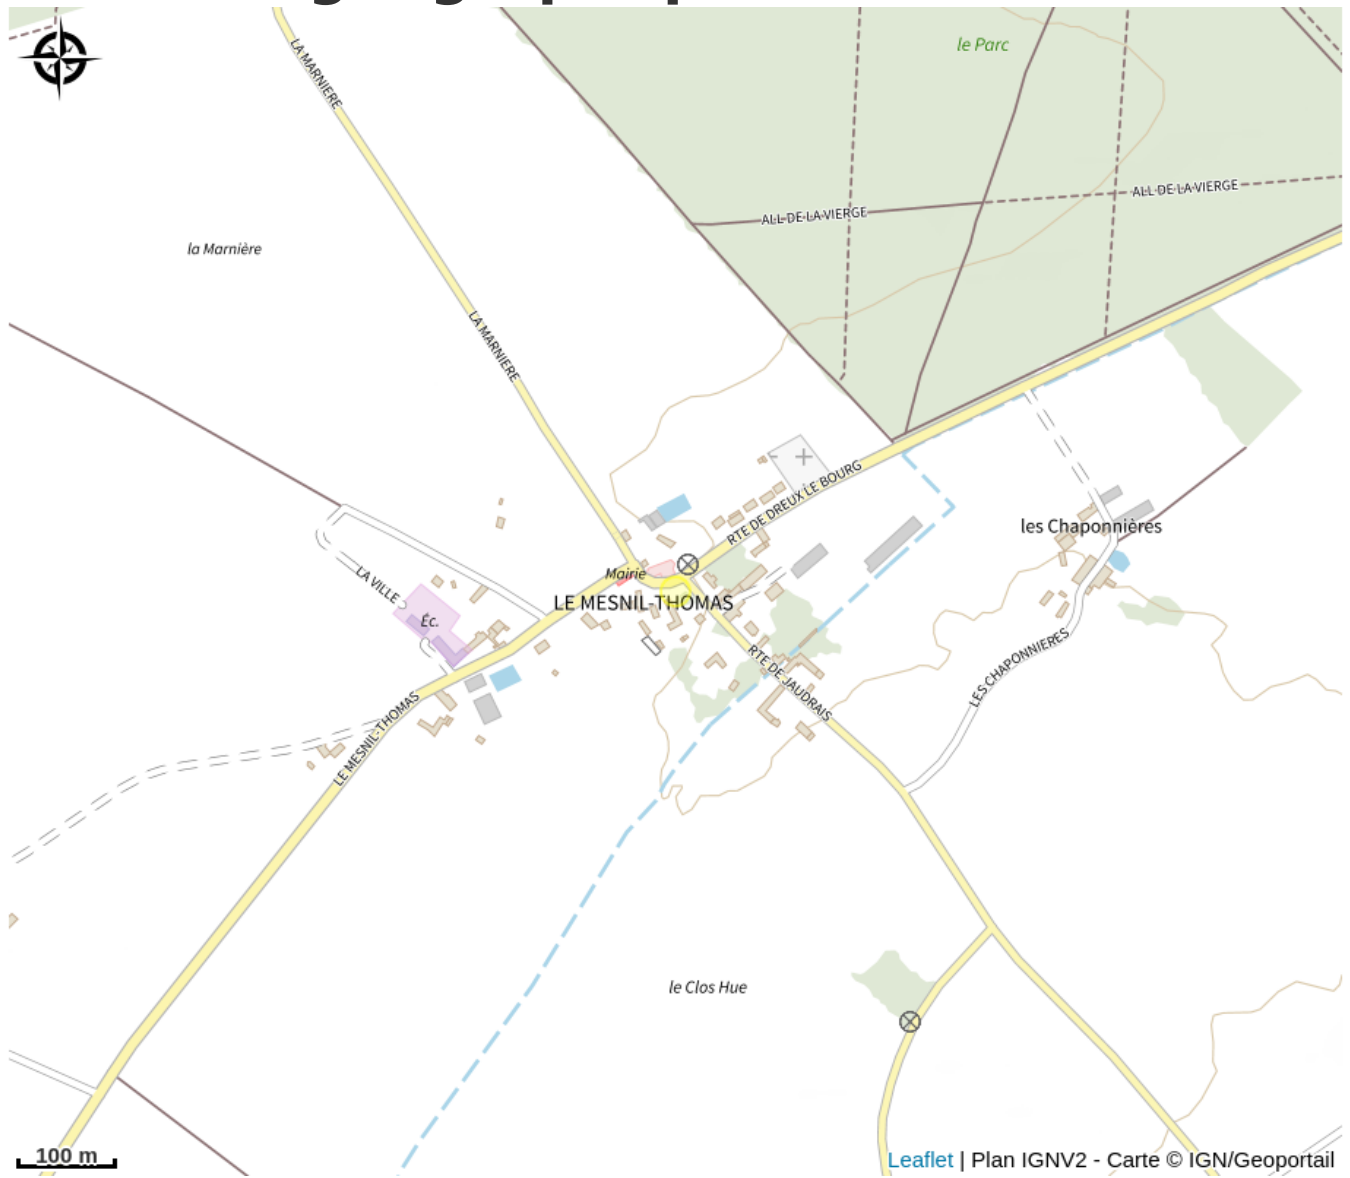 le Parc
LA MARNIERE
ALL DE LA VIERGE
ALL DE LA VIERGE
la Marnière
LA MARNIERE
RTE DE DREUX LE BOURG
les Chaponnières
Mairie
LA VILLE
LE MESNIL-THOMAS
Éc.
RTE DE JAUDRAIS
LES CHAPONNIERES
LE MESNIL-THOMAS
le Clos Hue
100 m
Leaflet | Plan IGNV2 - Carte © IGN/Geoportail